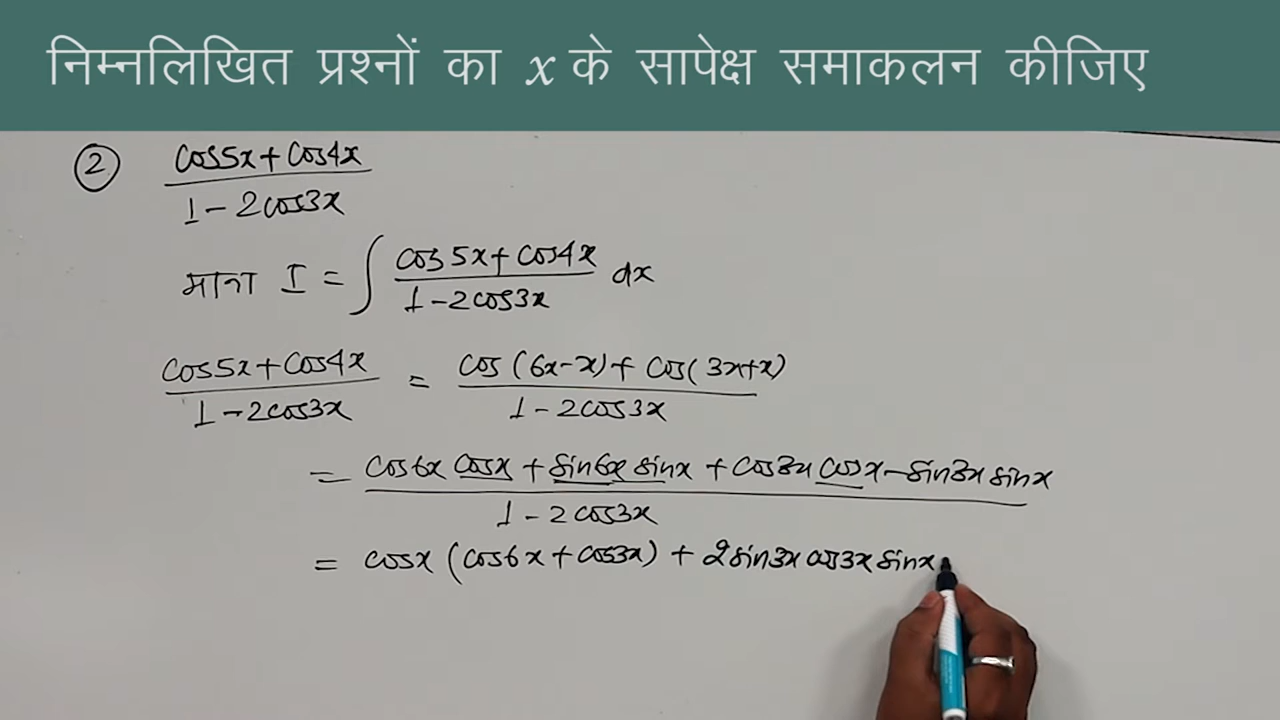 निम्नलिखित प्रश्नों का x के सापेक्ष समाकलन कीजिए
② (cos5x+cos4x)/(1-2cos3x)
माना I = ∫ (cos5x+cos4x)/(1-2cos3x) dx
(cos5x+cos4x)/(1-2cos3x) = (cos(6x-x)+cos(3x+x))/(1-2cos3x)
= (cos6x cosx + sin6x sinx + cos3x cosx - sin3x sinx)/(1-2cos3x)
= cosx (cos6x+cos3x) + 2sin3x cos3x sinx